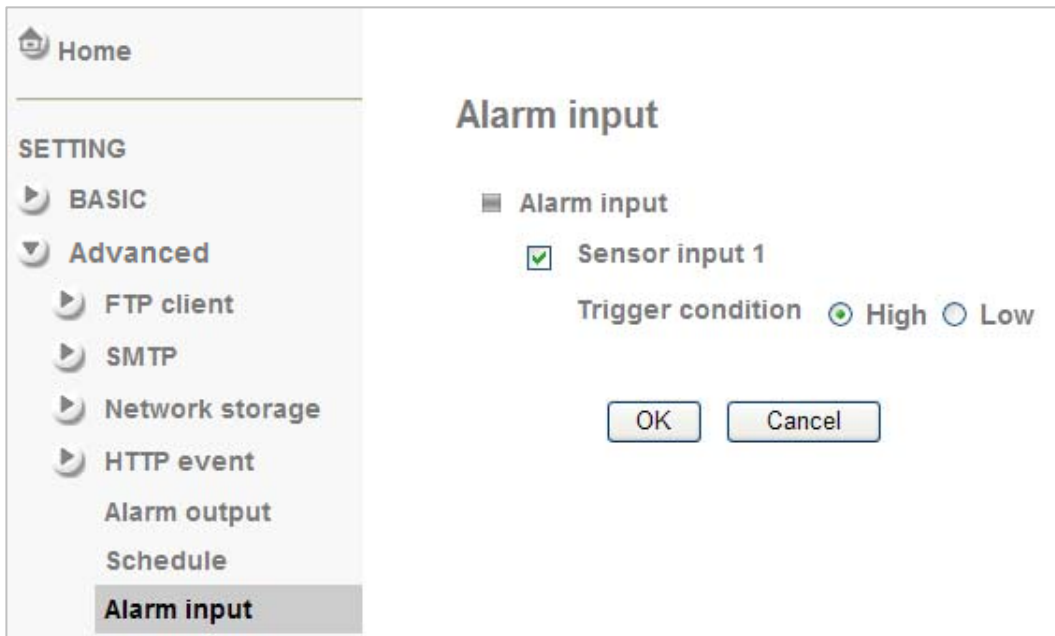 Home
SETTING
BASIC
Advanced
FTP client
SMTP
Network storage
HTTP event
Alarm output
Schedule
Alarm input
Alarm input
Alarm input
Sensor input 1
Trigger condition High Low
OK Cancel